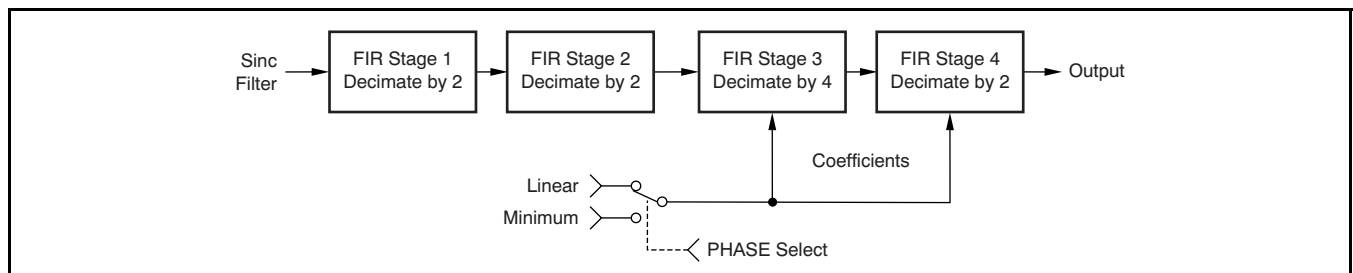 Sinc
Filter
FIR Stage 1
Decimate by 2
FIR Stage 2
Decimate by 2
FIR Stage 3
Decimate by 4
FIR Stage 4
Decimate by 2
Output
Coefficients
Linear
Minimum
PHASE Select